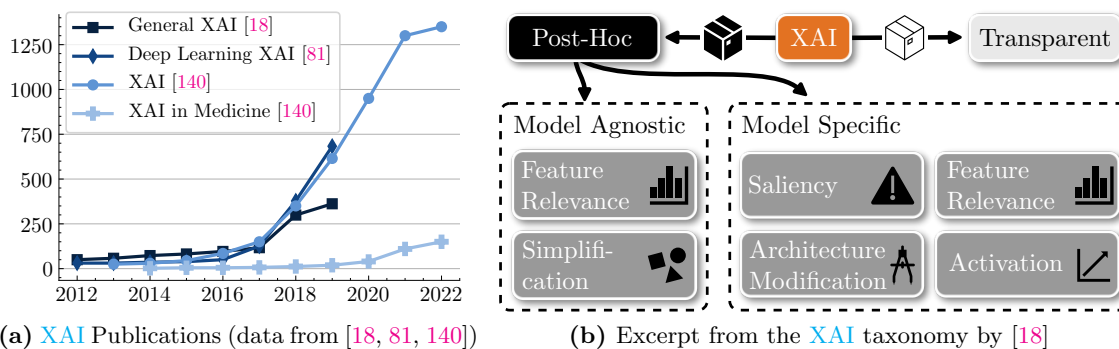 General XAI [18]
Deep Learning XAI [81]
XAI [140]
XAI in Medicine [140]
1250
1000
750
500
250
0
2012 2014 2016 2018 2020 2022
(a) XAI Publications (data from [18, 81, 140])
Post-Hoc XAI Transparent
Model Agnostic
Feature
Relevance
Simplifi-
cation
Model Specific
Saliency
Feature
Relevance
Architecture
Modification
Activation
(b) Excerpt from the XAI taxonomy by [18]